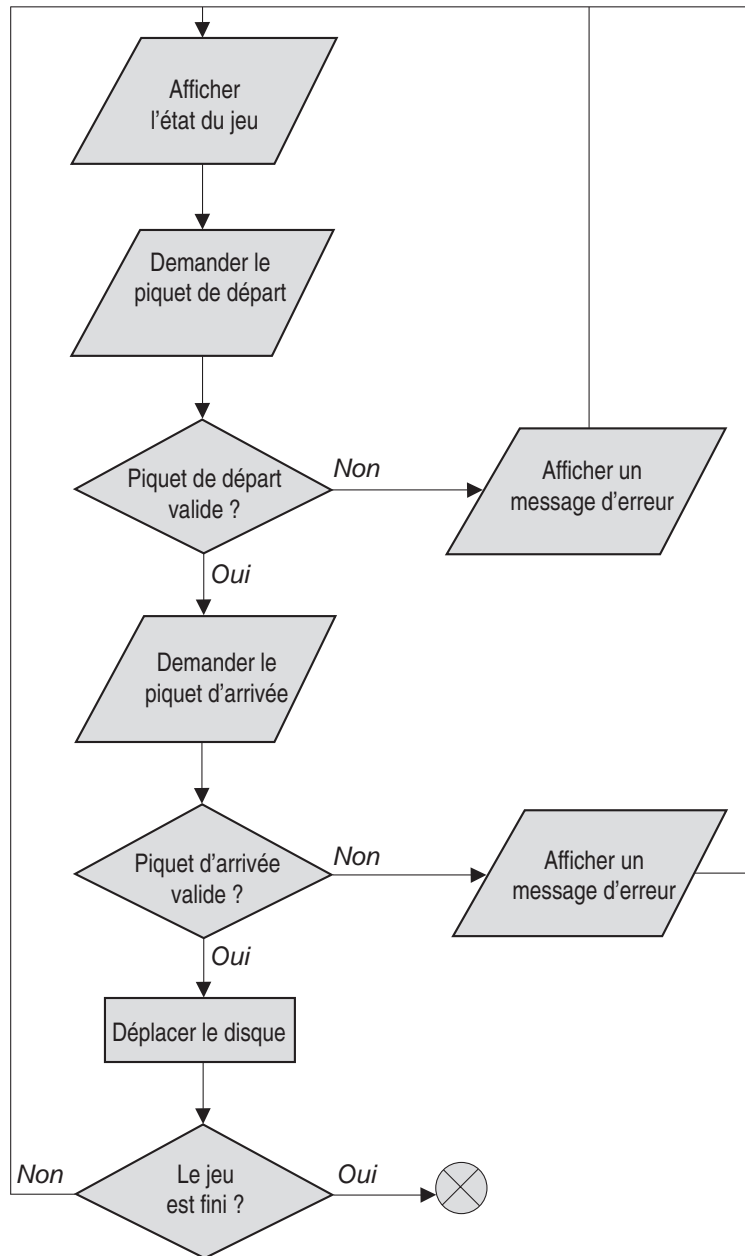 Afficher
l’état du jeu
Demander le
piquet de départ
Piquet de départ
valide ?
Non
Afficher un
message d’erreur
Oui
Demander le
piquet d’arrivée
Piquet d’arrivée
valide ?
Non
Afficher un
message d’erreur
Oui
Déplacer le disque
Non
Le jeu
est fini ?
Oui